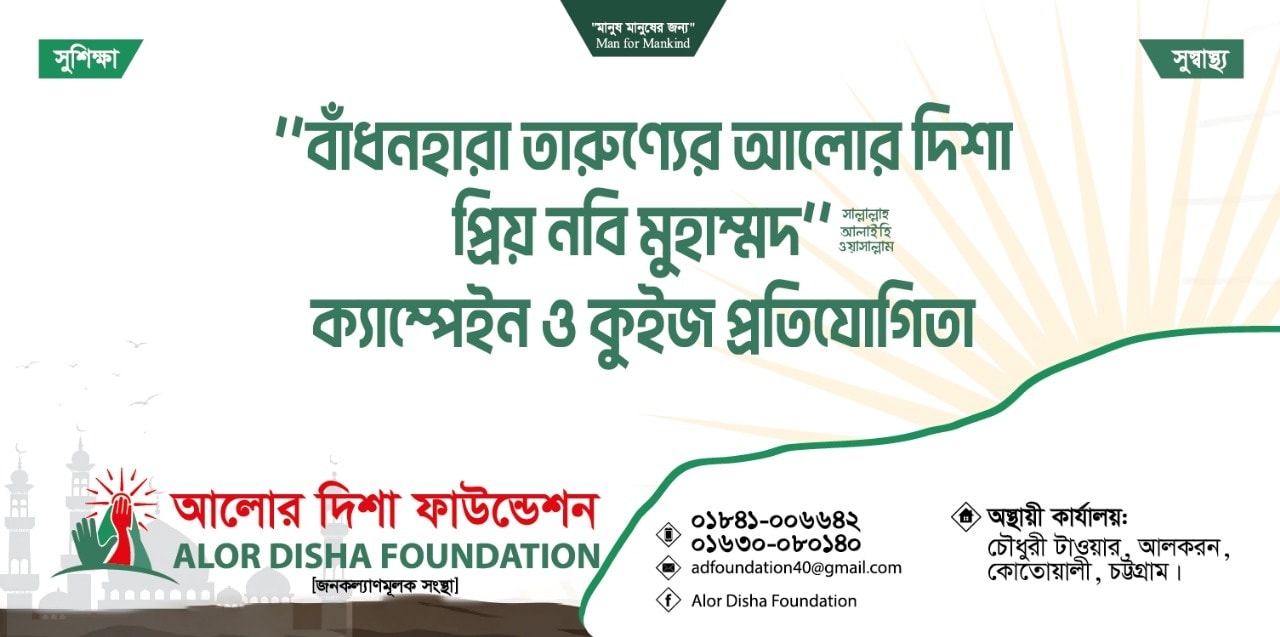 "মানুষ মানুষের জন্য"
Man for Mankind
সুশিক্ষা
সুস্বাস্থ্য
"বাঁধনহারা তারুণ্যের আলোর দিশা
প্রিয় নবি মুহাম্মদ"
সাল্লাল্লাহ
আলাইহি
ওয়াসাল্লাম
ক্যাম্পেইন ও কুইজ প্রতিযোগিতা
আলোর দিশা ফাউন্ডেশন
ALOR DISHA FOUNDATION
[জনকল্যাণমূলক সংস্থা]
০১৮৪১-০০৬৬৪২
০১৬৩০-০৮০১৪০
adfoundation40@gmail.com
Alor Disha Foundation
অস্থায়ী কার্যালয়:
চৌধুরী টাওয়ার, আলকরন,
কোতোয়ালী, চট্টগ্রাম।